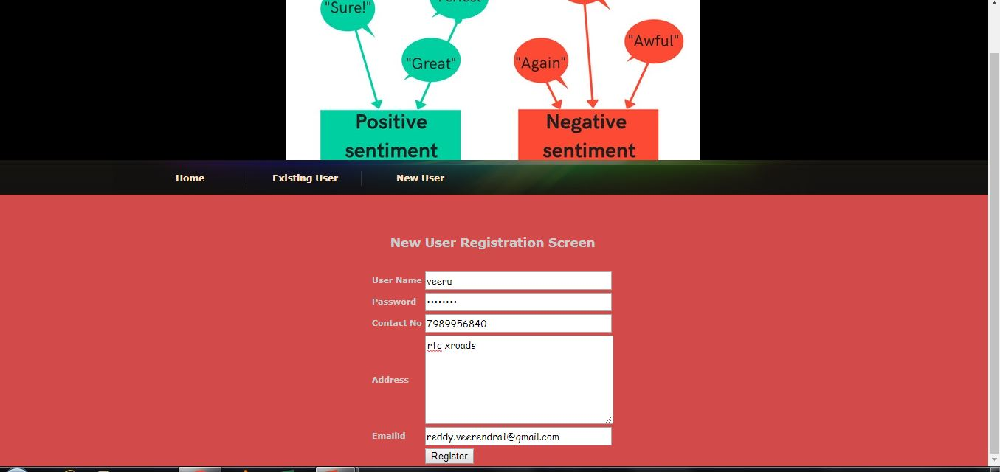 "Sure!"
"Great"
"Again"
"Awful"
Positive
sentiment
Negative
sentiment
Home
Existing User
New User
New User Registration Screen
User Name veeru
Password ••••••••
Contact No 7989956840
Address rtc xroads
Emailid reddy.veerendra1@gmail.com
Register